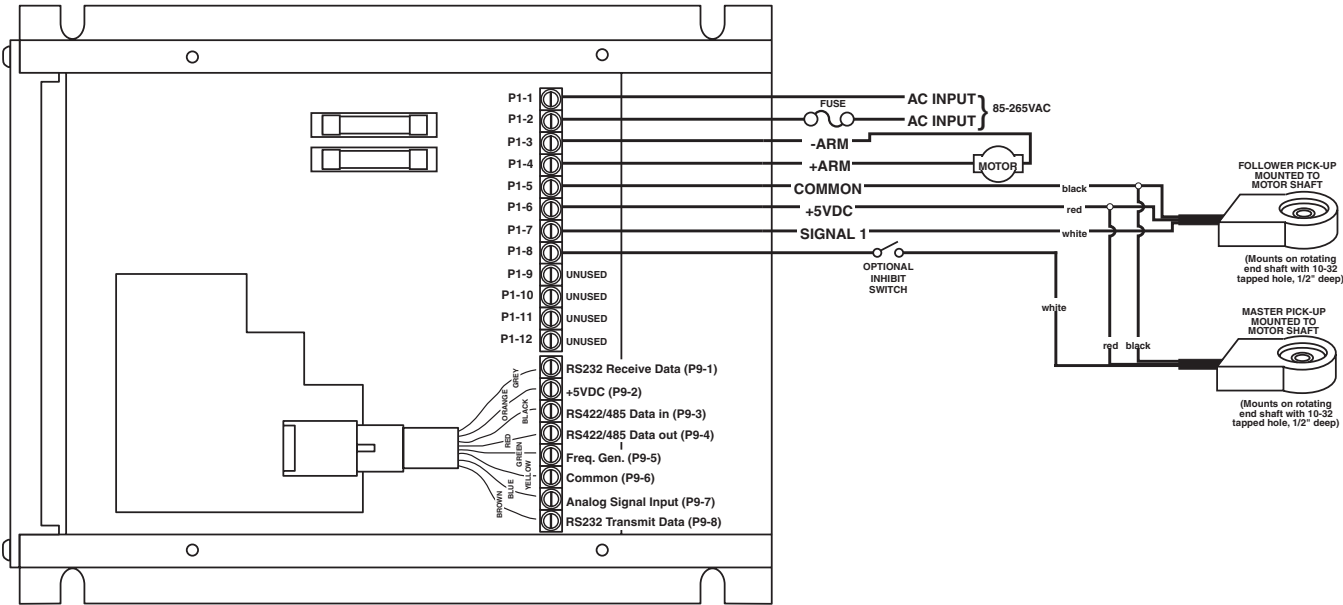 P1-1
P1-2
P1-3
P1-4
P1-5
P1-6
P1-7
P1-8
P1-9 UNUSED
P1-10 UNUSED
P1-11 UNUSED
P1-12 UNUSED
AC INPUT
FUSE
AC INPUT
85-265VAC
-ARM
+ARM
MOTOR
COMMON
black
+5VDC
red
SIGNAL 1
white
OPTIONAL
INHIBIT
SWITCH
white
red black
FOLLOWER PICK-UP
MOUNTED TO
MOTOR SHAFT
(Mounts on rotating
end shaft with 10-32
tapped hole, 1/2" deep)
MASTER PICK-UP
MOUNTED TO
MOTOR SHAFT
(Mounts on rotating
end shaft with 10-32
tapped hole, 1/2" deep)
GREY
ORANGE
BLACK
RED
GREEN
YELLOW
BLUE
BROWN
RS232 Receive Data (P9-1)
+5VDC (P9-2)
RS422/485 Data in (P9-3)
RS422/485 Data out (P9-4)
Freq. Gen. (P9-5)
Common (P9-6)
Analog Signal Input (P9-7)
RS232 Transmit Data (P9-8)